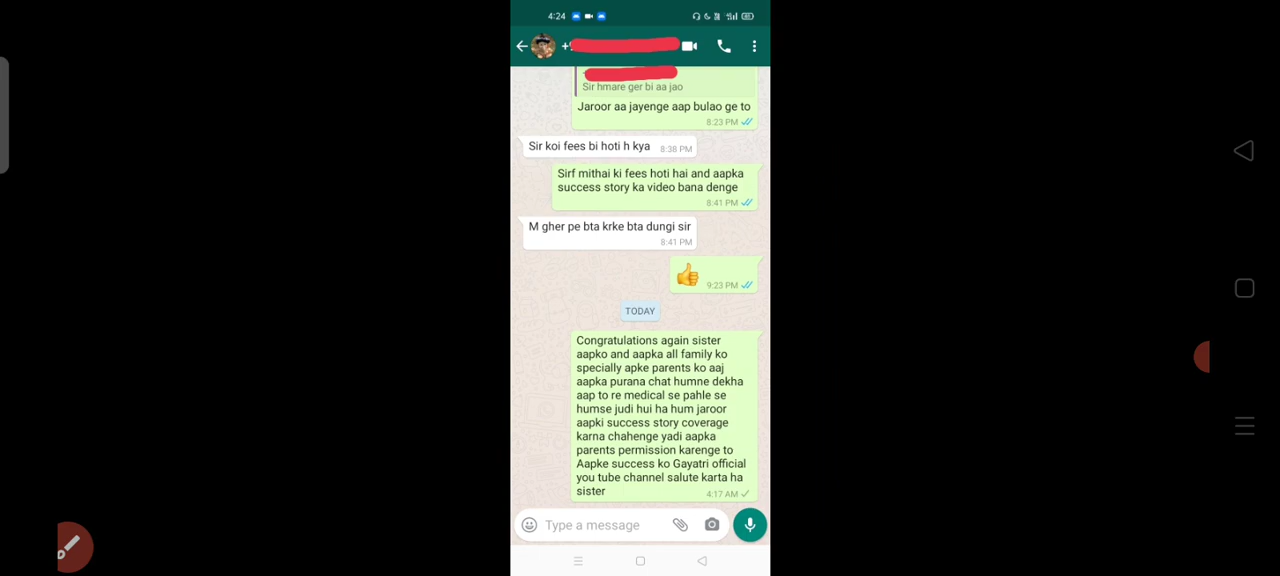 4:24
+
Sir hmare ger bi aa jao
Jaroor aa jayenge aap bulao ge to
8:23 PM
Sir koi fees bi hoti h kya 8:38 PM
Sirf mithai ki fees hoti hai and aapka
success story ka video bana denge
8:41 PM
M gher pe bta krke bta dungi sir
8:41 PM
9:23 PM
TODAY
Congratulations again sister
aapko and aapka all family ko
specially apke parents ko aaj
aapka purana chat humne dekha
aap to re medical se pahle se
humse judi hui ha hum jaroor
aapki success story coverage
karna chahenge yadi aapka
parents permission karenge to
Aapke success ko Gayatri official
you tube channel salute karta ha
sister
4:17 AM
Type a message